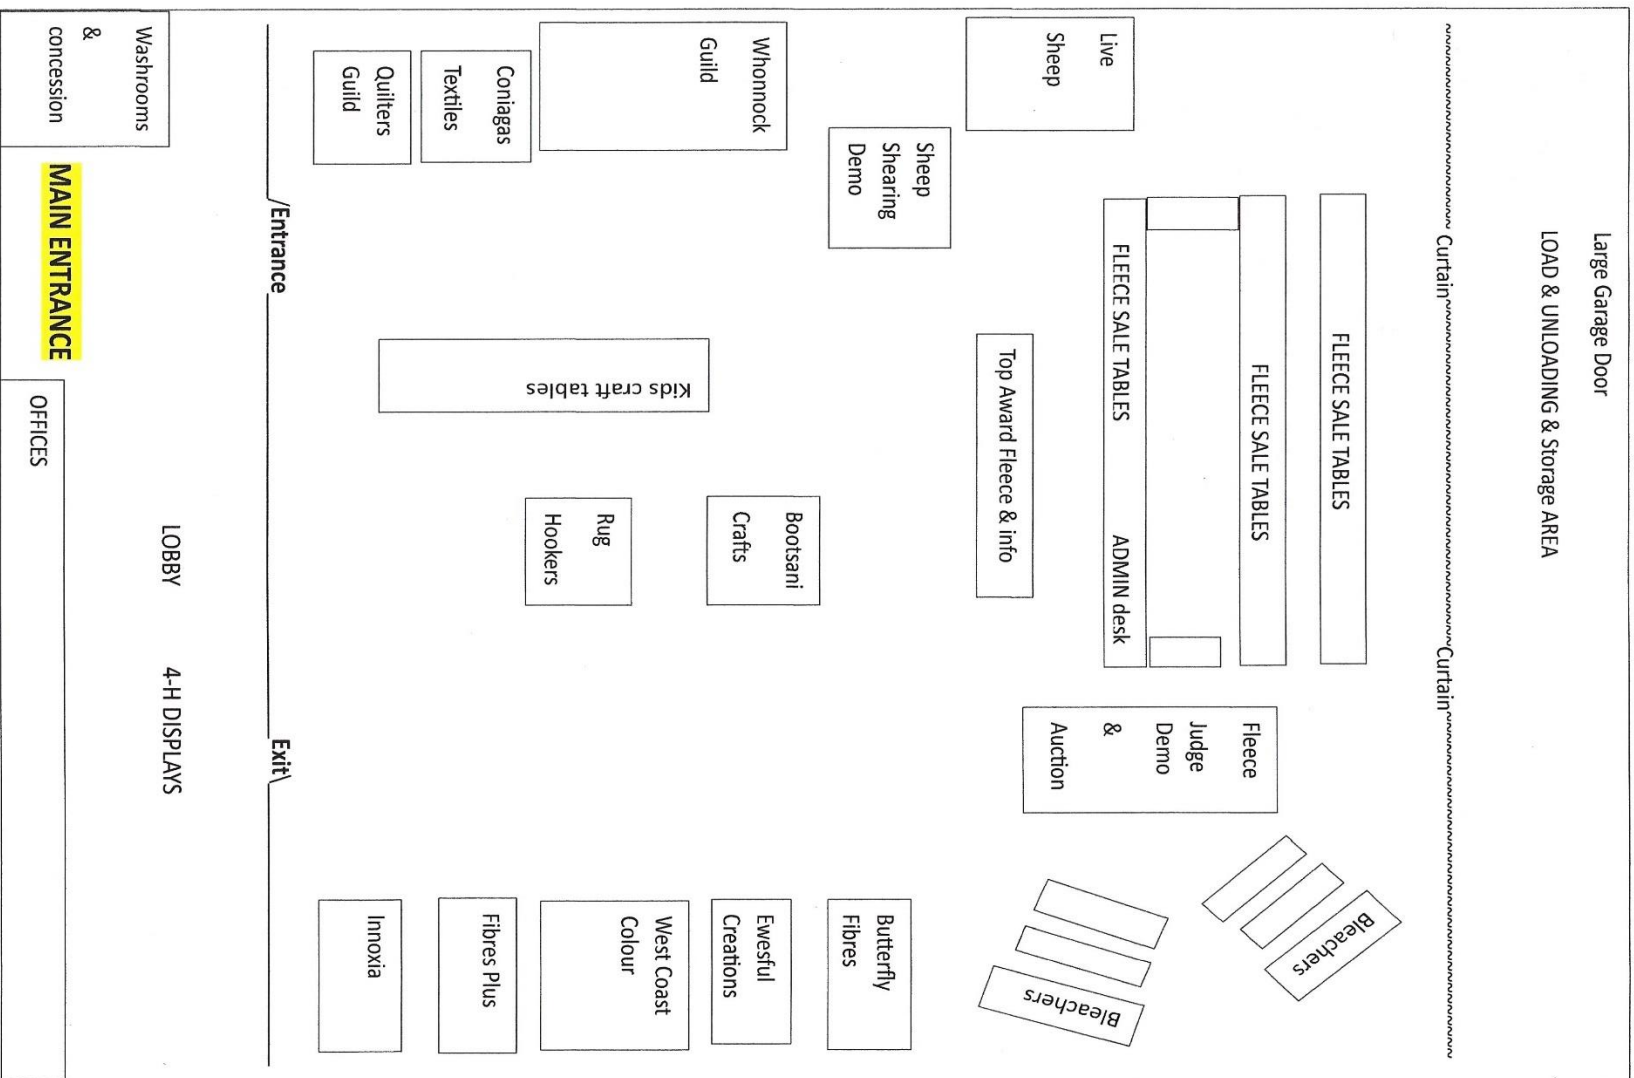 Large Garage Door
LOAD & UNLOADING & Storage AREA
Curtain
Curtain
FLEECE SALE TABLES
FLEECE SALE TABLES
FLEECE SALE TABLES
ADMIN desk
Live
Sheep
Fleece
Judge
Demo
&
Auction
Bleachers
Bleachers
Top Award Fleece & info
Sheep
Shearing
Demo
Butterfly
Fibres
Whonnock
Guild
Bootsani
Crafts
Ewesful
Creations
Kids craft tables
Rug
Hookers
West Coast
Colour
Coniagas
Textiles
Fibres Plus
Quilters
Guild
Innoxia
/Entrance
Exit\
Washrooms
&
concession
LOBBY
4-H DISPLAYS
MAIN ENTRANCE
OFFICES